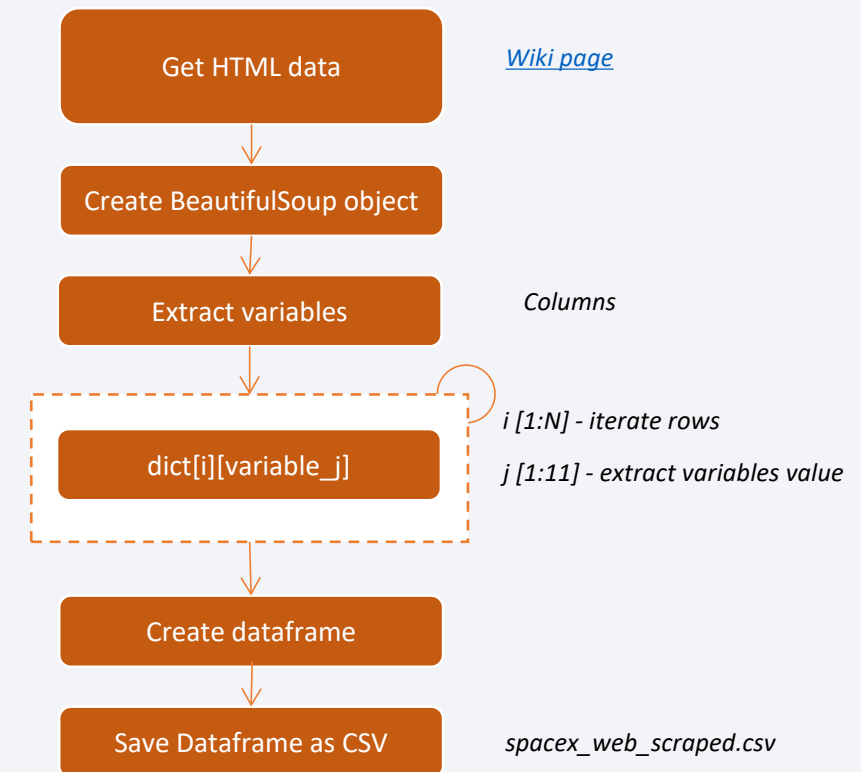 Get HTML data
Wiki page
Create BeautifulSoup object
Extract variables
Columns
i [1:N] - iterate rows
dict[i][variable_j]
j [1:11] - extract variables value
Create dataframe
Save Dataframe as CSV
spacex_web_scraped.csv